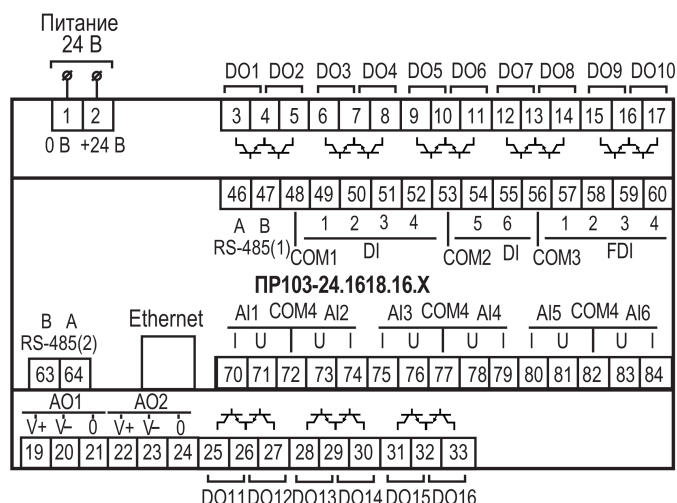 Питание
24 В
DO1 DO2 DO3 DO4 DO5 DO6 DO7 DO8 DO9 DO10
1 2 3 4 5 6 7 8 9 10 11 12 13 14 15 16 17
0 В +24 В
46 47 48 49 50 51 52 53 54 55 56 57 58 59 60
A B 1 2 3 4 5 6 1 2 3 4
RS-485(1) COM1 DI COM2 DI COM3 FDI
ПР103-24.1618.16.X
B A Ethernet AI1 COM4 AI2 AI3 COM4 AI4 AI5 COM4 AI6
RS-485(2) I U U I I U U I I U U I
63 64 70 71 72 73 74 75 76 77 78 79 80 81 82 83 84
AO1 AO2
V+ V- 0 V+ V- 0
19 20 21 22 23 24 25 26 27 28 29 30 31 32 33
DO11 DO12 DO13 DO14 DO15 DO16